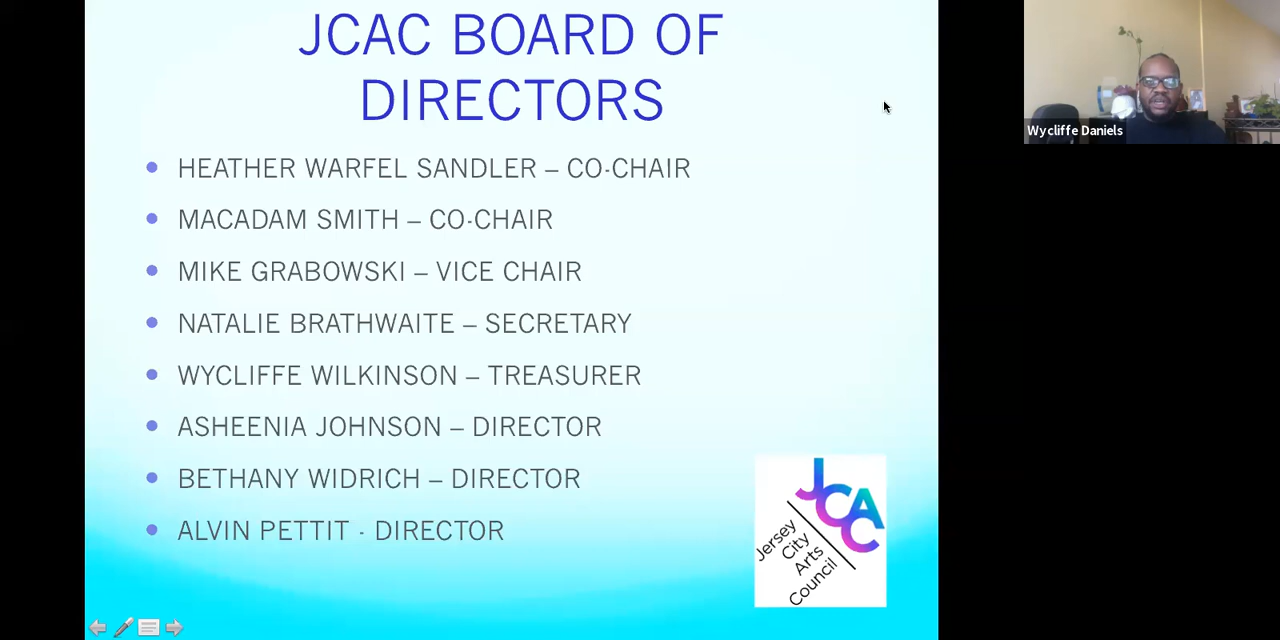 JCAC BOARD OF
DIRECTORS
HEATHER WARFEL SANDLER – CO-CHAIR
MACADAM SMITH – CO-CHAIR
MIKE GRABOWSKI – VICE CHAIR
NATALIE BRATHWAITE – SECRETARY
WYCLIFFE WILKINSON – TREASURER
ASHEENIA JOHNSON – DIRECTOR
BETHANY WIDRICH – DIRECTOR
ALVIN PETTIT - DIRECTOR
JCAC
Jersey
City
Arts
Council
Wycliffe Daniels